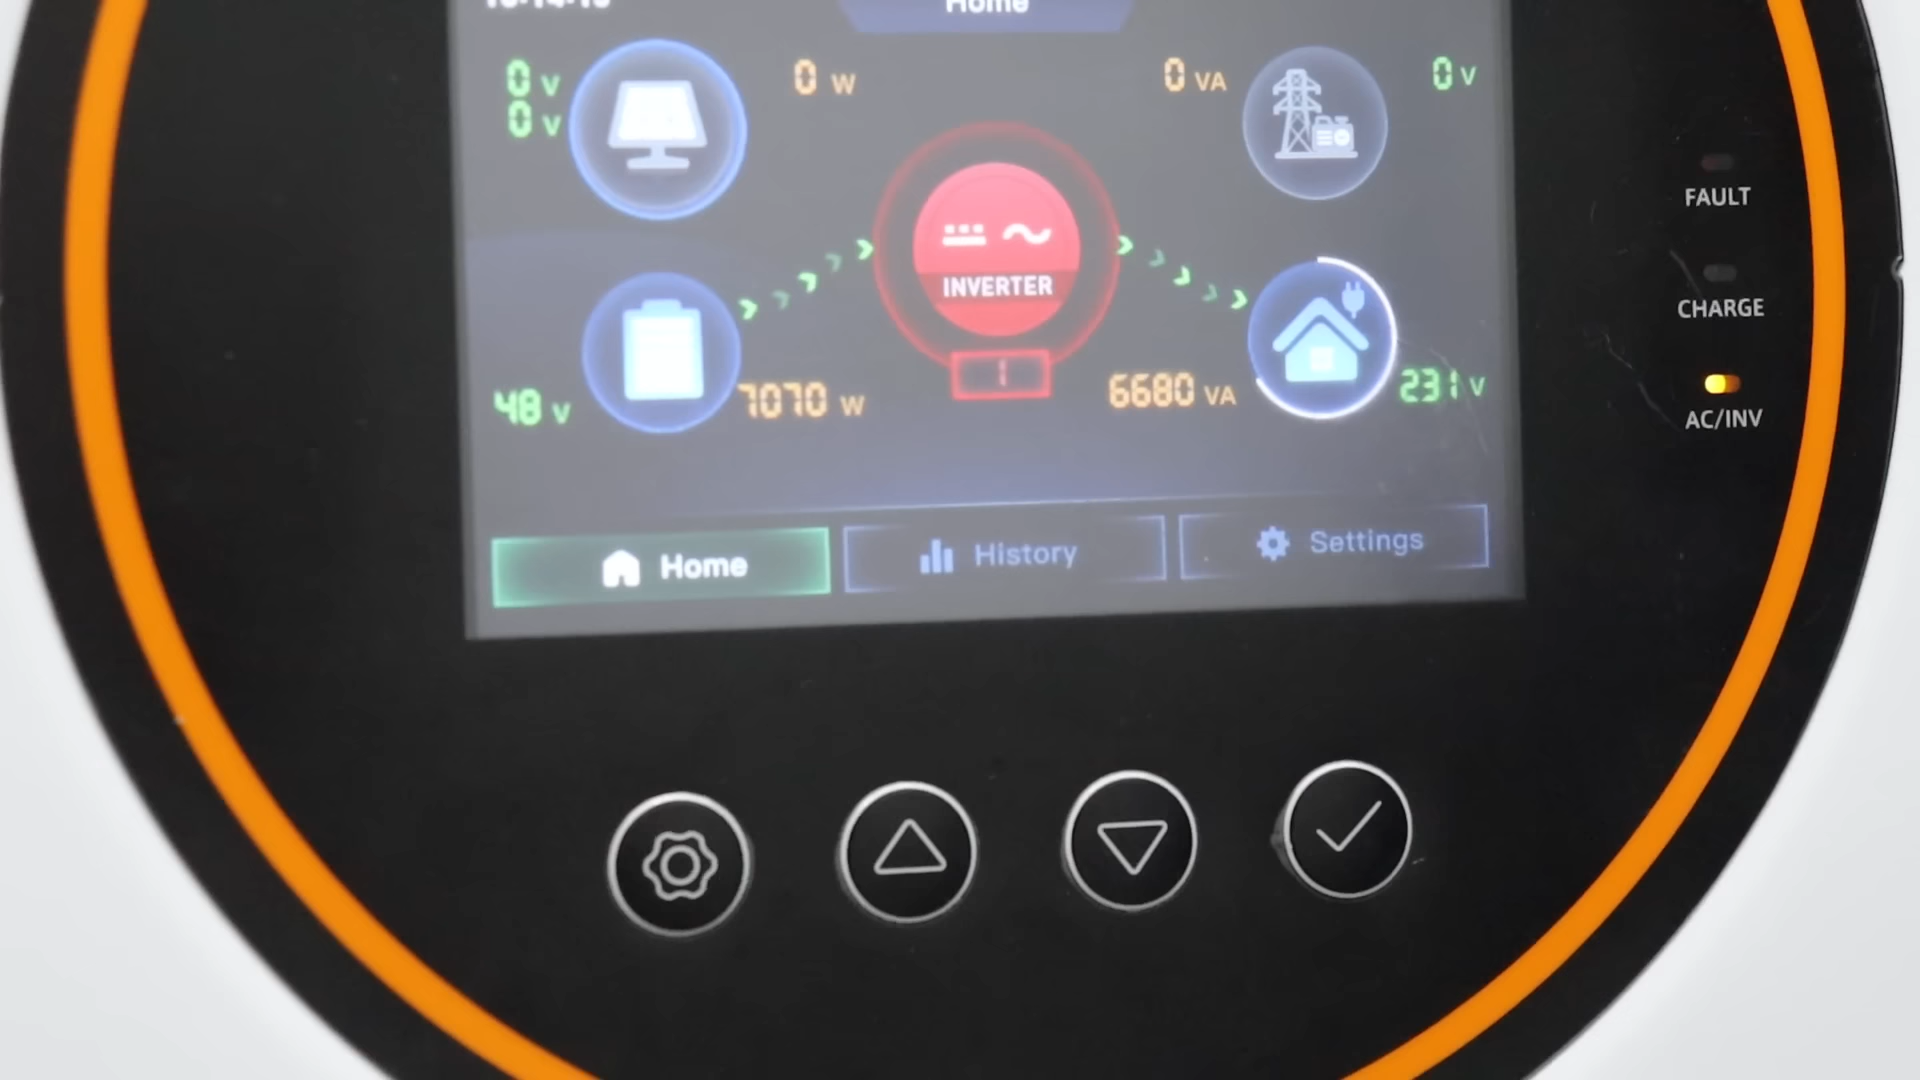 Home
0 V
0 V
0 W
0 VA
0 V
INVERTER
48 V
7070 W
6680 VA
231 V
Home
History
Settings
FAULT
CHARGE
AC/INV